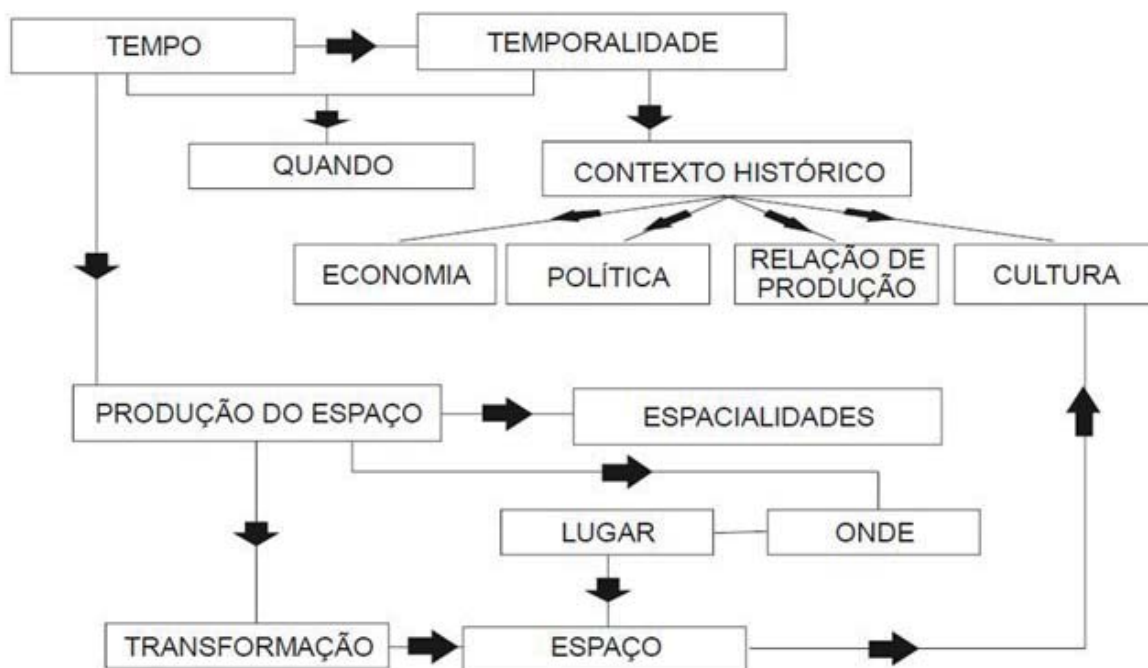 TEMPO
TEMPORALIDADE
QUANDO
CONTEXTO HISTÓRICO
ECONOMIA
POLÍTICA
RELAÇÃO DE
PRODUÇÃO
CULTURA
PRODUÇÃO DO ESPAÇO
ESPACIALIDADES
LUGAR
ONDE
TRANSFORMAÇÃO
ESPAÇO